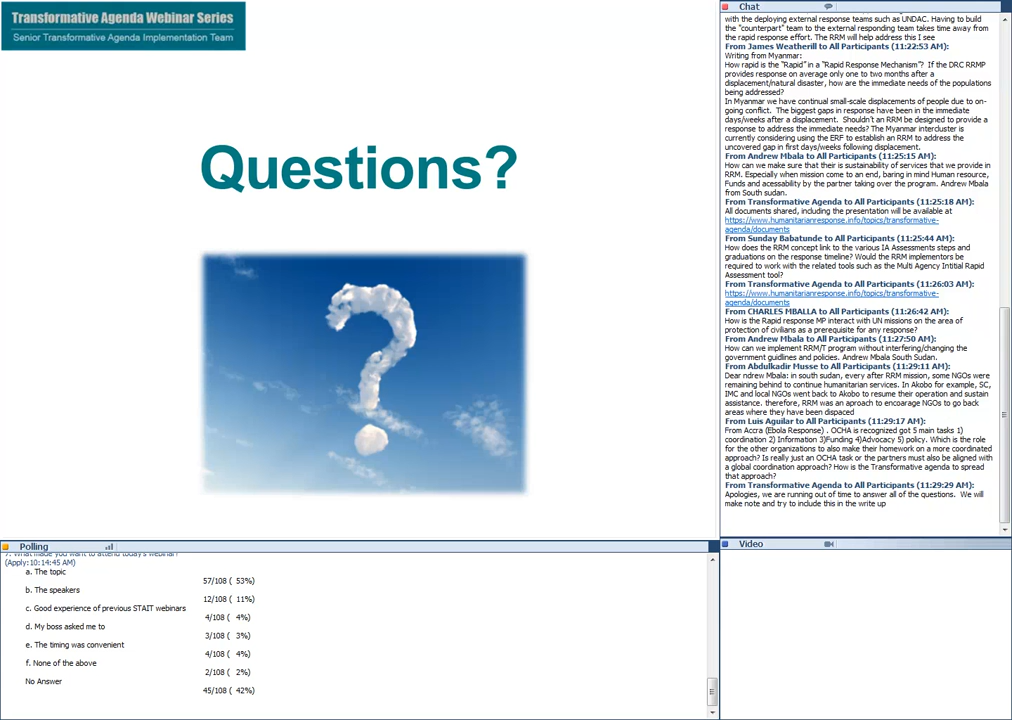 Transformative Agenda Webinar Series
Senior Transformative Agenda Implementation Team
Questions?
Chat
with the deploying external response teams such as UNDAC. Having to build
the "counterpart" team to the external responding team takes time away from
the rapid response effort. The RRM will help address this I see
From James Weatherill to All Participants (11:22:53 AM):
Writing from Myanmar:
How rapid is the "Rapid" in a "Rapid Response Mechanism"? If the DRC RRMP
provides response on average only one to two months after a
displacement/natural disaster, how are the immediate needs of the populations
being addressed?
In Myanmar we have continual small-scale displacements of people due to on-
going conflict. The biggest gaps in response have been in the immediate
days/weeks after a displacement. Shouldn't an RRM be designed to provide a
response to address the immediate needs? The Myanmar intercluster is
currently considering using the ERF to establish an RRM to address the
uncovered gap in first days/weeks following displacement.
From Andrew Mbala to All Participants (11:25:15 AM):
How can we make sure that their is sustainability of services that we provide in
RRM. Especially when mission come to an end, baring in mind Human resource,
Funds and acessability by the partner taking over the program. Andrew Mbala
from South sudan.
From Transformative Agenda to All Participants (11:25:18 AM):
All documents shared, including the presentation will be available at
https://www.humanitarianresponse.info/topics/transformative-
agenda/documents
From Sunday Babatunde to All Participants (11:25:44 AM):
How does the RRM concept link to the various IA Assessments steps and
graduations on the response timeline? Would the RRM implementors be
required to work with the related tools such as the Multi Agency Intitial Rapid
Assessment tool?
From Transformative Agenda to All Participants (11:26:03 AM):
https://www.humanitarianresponse.info/topics/transformative-
agenda/documents
From CHARLES MBALLA to All Participants (11:26:42 AM):
How is the Rapid response MP interact with UN missions on the area of
protection of civilians as a prerequisite for any response?
From Andrew Mbala to All Participants (11:27:50 AM):
How can we implement RRM/T program without interfering/changing the
government guidlines and policies. Andrew Mbala South Sudan.
From Abdulkadir Musse to All Participants (11:29:11 AM):
Dear ndrew Mbala: in south sudan, every after RRM mission, some NGOs were
remaining behind to continue humanitarian services. In Akobo for example, SC,
IMC and local NGOs went back to Akobo to resume their operation and sustain
assistance. therefore, RRM was an aproach to encoarage NGOs to go back
areas where they have been dispaced
From Luis Aguilar to All Participants (11:29:17 AM):
From Accra (Ebola Response) . OCHA is recognized got 5 main tasks 1)
coordination 2) Information 3)Funding 4)Advocacy 5) policy. Which is the role
for the other organizations to also make their homework on a more coordinated
approach? Is really just an OCHA task or the partners must also be aligned with
a global coordination approach? How is the Transformative agenda to spread
that approach?
From Transformative Agenda to All Participants (11:29:29 AM):
Apologies, we are running out of time to answer all of the questions. We will
make note and try to include this in the write up
Polling
7. What made you want to attend today's webinar?
(Apply:10:14:45 AM)
a. The topic
57/108 ( 53%)
b. The speakers
12/108 ( 11%)
c. Good experience of previous STAIT webinars
4/108 ( 4%)
d. My boss asked me to
3/108 ( 3%)
e. The timing was convenient
4/108 ( 4%)
f. None of the above
2/108 ( 2%)
No Answer
45/108 ( 42%)
Video